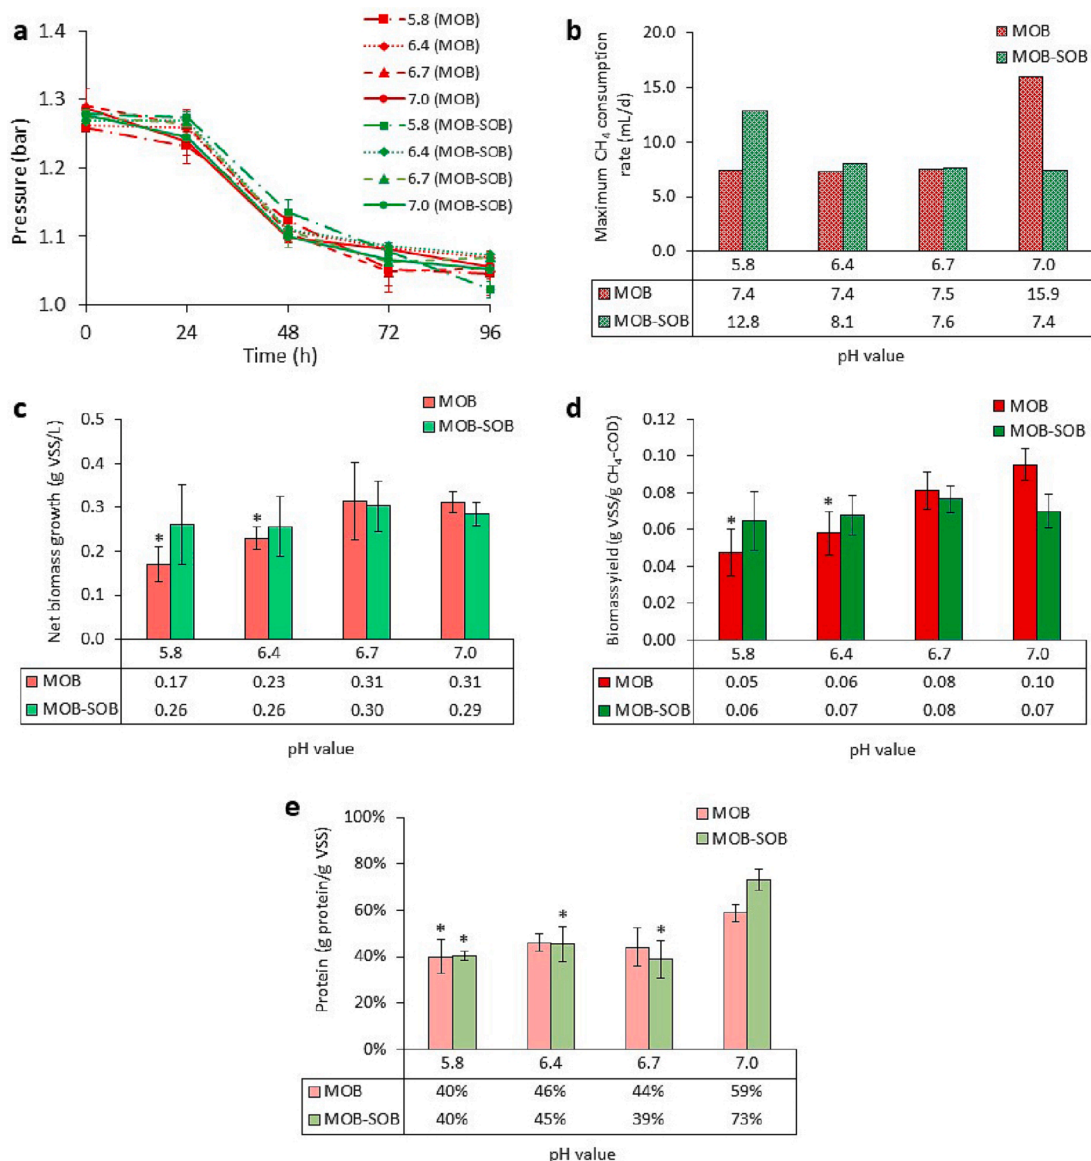 a
1.4
1.3
1.2
1.1
1.0
Pressure (bar)
0 24 48 72 96
Time (h)
5.8 (MOB)
6.4 (MOB)
6.7 (MOB)
7.0 (MOB)
5.8 (MOB-SOB)
6.4 (MOB-SOB)
6.7 (MOB-SOB)
7.0 (MOB-SOB)
b
MOB
MOB-SOB
20.0
15.0
10.0
5.0
0.0
Maximum CH₄ consumption
rate (mL/d)
5.8 6.4 6.7 7.0
MOB 7.4 7.4 7.5 15.9
MOB-SOB 12.8 8.1 7.6 7.4
pH value
c
MOB
MOB-SOB
0.5
0.4
0.3
0.2
0.1
0.0
Net biomass growth (g VSS/L)
* *
5.8 6.4 6.7 7.0
MOB 0.17 0.23 0.31 0.31
MOB-SOB 0.26 0.26 0.30 0.29
pH value
d
MOB
MOB-SOB
0.12
0.10
0.08
0.06
0.04
0.02
0.00
Biomass yield (g VSS/g CH₄-COD)
* *
5.8 6.4 6.7 7.0
MOB 0.05 0.06 0.08 0.10
MOB-SOB 0.06 0.07 0.08 0.07
pH value
e
MOB
MOB-SOB
100%
80%
60%
40%
20%
0%
Protein (g protein/g VSS)
* * * *
5.8 6.4 6.7 7.0
MOB 40% 46% 44% 59%
MOB-SOB 40% 45% 39% 73%
pH value